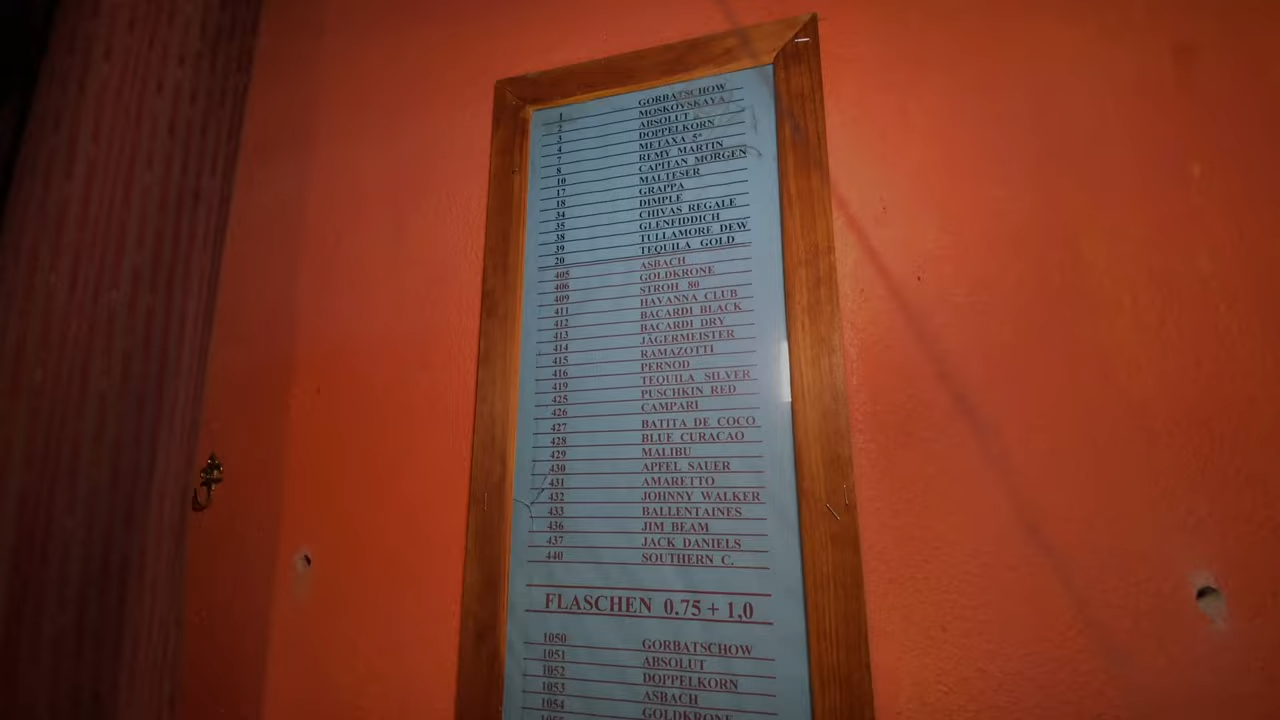 1 GORBATSCHOW
2 MOSKOVSKAYA
3 ABSOLUT
4 DOPPELKORN
7 METAXA 5*
8 REMY MARTIN
10 CAPITAN MORGEN
17 MALTESER
18 GRAPPA
34 DIMPLE
35 CHIVAS REGALE
38 GLENFIDDICH
39 TULLAMORE DEW
20 TEQUILA GOLD
405 ASBACH
406 GOLDKRONE
409 STROH 80
411 HAVANNA CLUB
412 BACARDI BLACK
413 BACARDI DRY
414 JÄGERMEISTER
415 RAMAZOTTI
416 PERNOD
419 TEQUILA SILVER
425 PUSCHKIN RED
426 CAMPARI
427 BATITA DE COCO
428 BLUE CURACAO
429 MALIBU
430 APFEL SAUER
431 AMARETTO
432 JOHNNY WALKER
433 BALLENTAINES
436 JIM BEAM
437 JACK DANIELS
440 SOUTHERN C.
FLASCHEN 0.75 + 1,0
1050 GORBATSCHOW
1051 ABSOLUT
1052 DOPPELKORN
1053 ASBACH
1054 GOLDKRONE